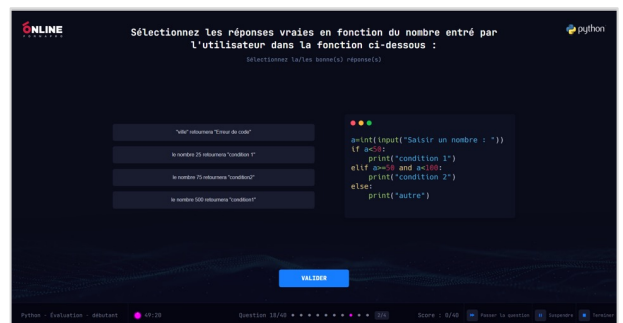 ONLINE
FORMAPRO
Sélectionnez les réponses vraies en fonction du nombre entré par
l'utilisateur dans la fonction ci-dessous :
python
Sélectionnez la/les bonne(s) réponse(s)
"ville" retournera "Erreur de code"
le nombre 25 retournera "condition 1"
le nombre 75 retournera "condition2"
le nombre 500 retournera "condition1"
a=int(input("Saisir un nombre : "))
if a<50:
    print("condition 1")
elif a>=50 and a<100:
    print("condition 2")
else:
    print("autre")
VALIDER
Python - Évaluation - débutant 49:20 Question 18/40 2/4 Score : 0/40 Passer la question Suspendre Terminer